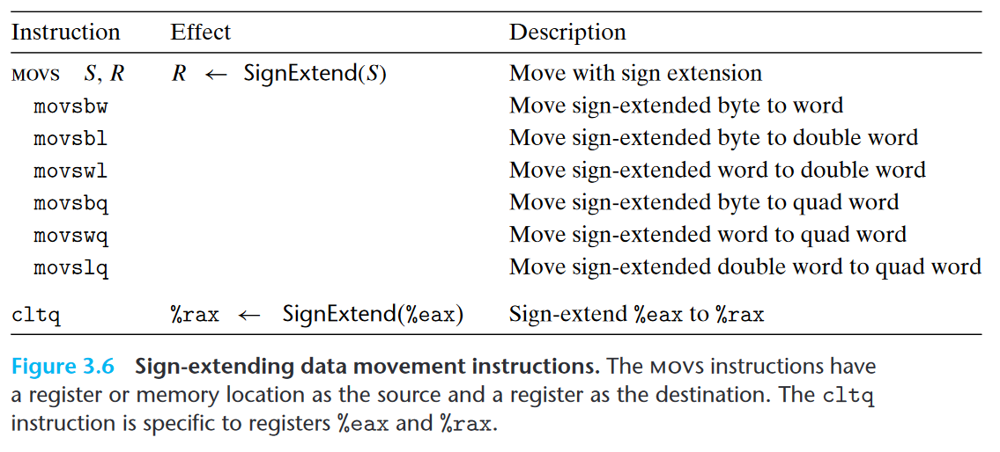 Instruction Effect Description
MOVS S, R R ← SignExtend(S) Move with sign extension
movsbw Move sign-extended byte to word
movsbl Move sign-extended byte to double word
movswl Move sign-extended word to double word
movsbq Move sign-extended byte to quad word
movswq Move sign-extended word to quad word
movslq Move sign-extended double word to quad word
cltq %rax ← SignExtend(%eax) Sign-extend %eax to %rax
Figure 3.6 Sign-extending data movement instructions. The MOVS instructions have
a register or memory location as the source and a register as the destination. The cltq
instruction is specific to registers %eax and %rax.